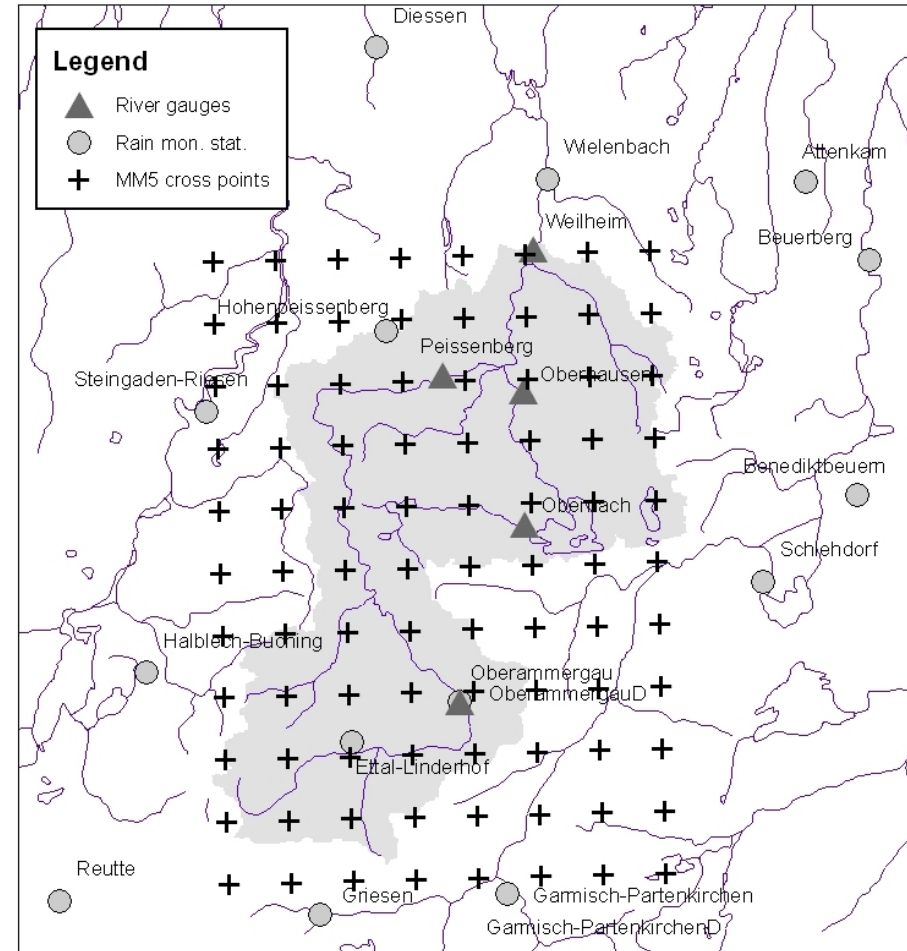 Diessen
Legend
River gauges
Rain mon. stat.
MM5 cross points
Wielenbach
Attenkam
Weilheim
Beuerberg
Hohenpeissenberg
Peissenberg
Steingaden-Riesen
Oberhausen
Benediktbeuern
Obernach
Schlehdorf
Halblech-Buching
Oberammergau
OberammergauD
Ettal-Linderhof
Reutte
Griesen
Garmisch-Partenkirchen
Garmisch-PartenkirchenD